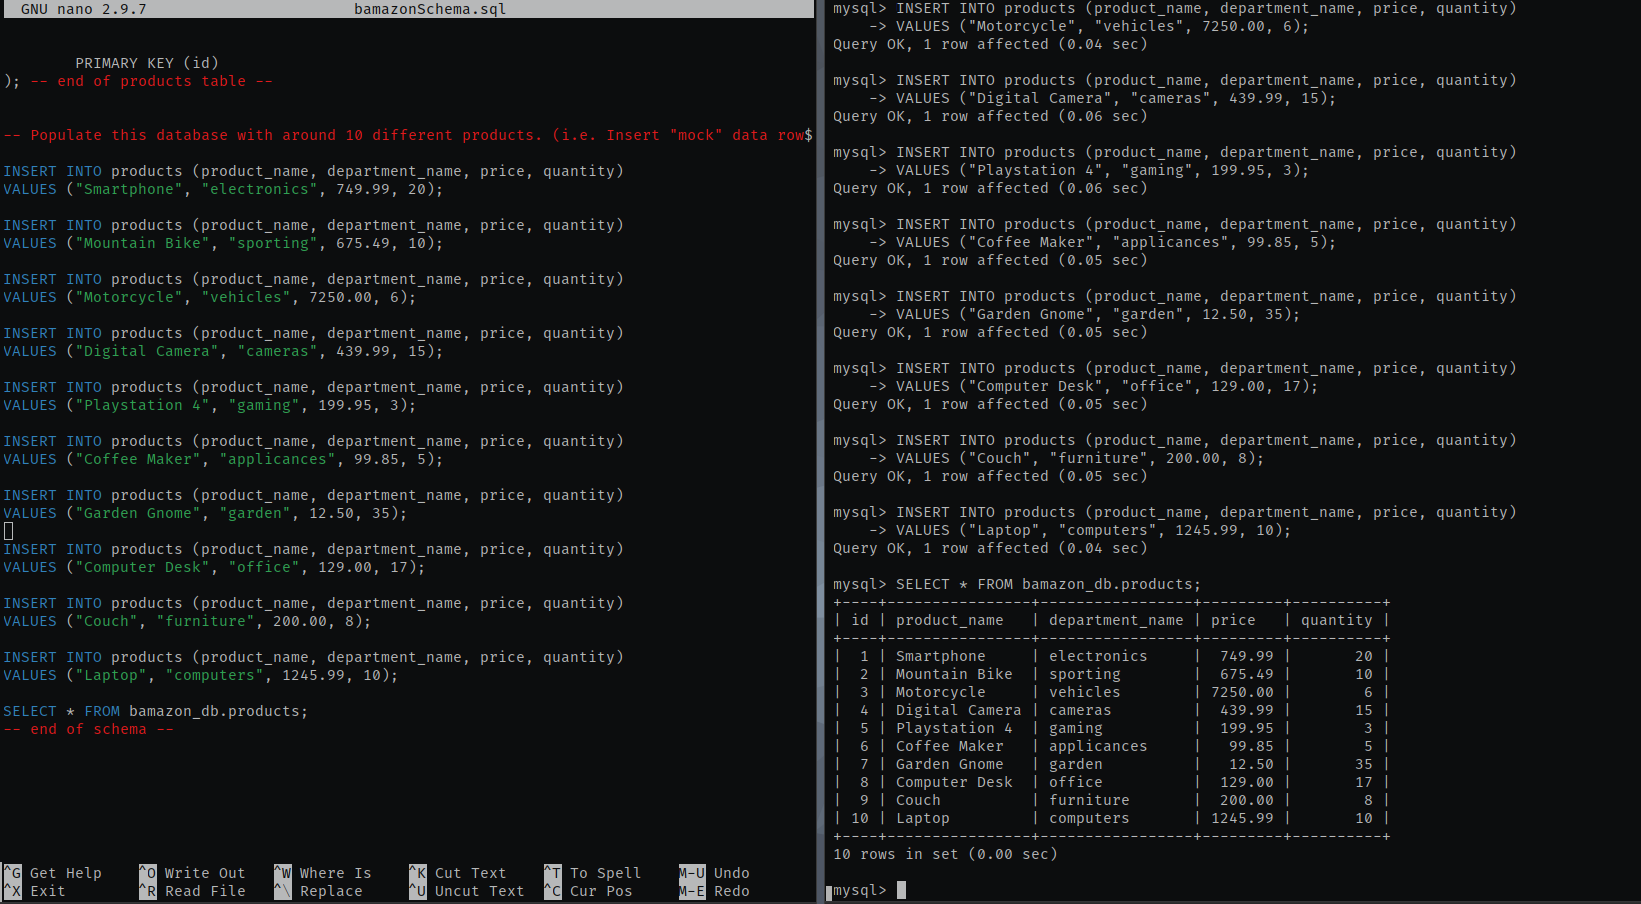 GNU nano 2.9.7 bamazonSchema.sql
PRIMARY KEY (id)
); -- end of products table --
-- Populate this database with around 10 different products. (i.e. Insert "mock" data row$
INSERT INTO products (product_name, department_name, price, quantity)
VALUES ("Smartphone", "electronics", 749.99, 20);
INSERT INTO products (product_name, department_name, price, quantity)
VALUES ("Mountain Bike", "sporting", 675.49, 10);
INSERT INTO products (product_name, department_name, price, quantity)
VALUES ("Motorcycle", "vehicles", 7250.00, 6);
INSERT INTO products (product_name, department_name, price, quantity)
VALUES ("Digital Camera", "cameras", 439.99, 15);
INSERT INTO products (product_name, department_name, price, quantity)
VALUES ("Playstation 4", "gaming", 199.95, 3);
INSERT INTO products (product_name, department_name, price, quantity)
VALUES ("Coffee Maker", "applicances", 99.85, 5);
INSERT INTO products (product_name, department_name, price, quantity)
VALUES ("Garden Gnome", "garden", 12.50, 35);
INSERT INTO products (product_name, department_name, price, quantity)
VALUES ("Computer Desk", "office", 129.00, 17);
INSERT INTO products (product_name, department_name, price, quantity)
VALUES ("Couch", "furniture", 200.00, 8);
INSERT INTO products (product_name, department_name, price, quantity)
VALUES ("Laptop", "computers", 1245.99, 10);
SELECT * FROM bamazon_db.products;
-- end of schema --
^G Get Help ^O Write Out ^W Where Is ^K Cut Text ^T To Spell M-U Undo
^X Exit ^R Read File ^\ Replace ^U Uncut Text ^C Cur Pos M-E Redo
mysql> INSERT INTO products (product_name, department_name, price, quantity)
-> VALUES ("Motorcycle", "vehicles", 7250.00, 6);
Query OK, 1 row affected (0.04 sec)
mysql> INSERT INTO products (product_name, department_name, price, quantity)
-> VALUES ("Digital Camera", "cameras", 439.99, 15);
Query OK, 1 row affected (0.06 sec)
mysql> INSERT INTO products (product_name, department_name, price, quantity)
-> VALUES ("Playstation 4", "gaming", 199.95, 3);
Query OK, 1 row affected (0.06 sec)
mysql> INSERT INTO products (product_name, department_name, price, quantity)
-> VALUES ("Coffee Maker", "applicances", 99.85, 5);
Query OK, 1 row affected (0.05 sec)
mysql> INSERT INTO products (product_name, department_name, price, quantity)
-> VALUES ("Garden Gnome", "garden", 12.50, 35);
Query OK, 1 row affected (0.05 sec)
mysql> INSERT INTO products (product_name, department_name, price, quantity)
-> VALUES ("Computer Desk", "office", 129.00, 17);
Query OK, 1 row affected (0.05 sec)
mysql> INSERT INTO products (product_name, department_name, price, quantity)
-> VALUES ("Couch", "furniture", 200.00, 8);
Query OK, 1 row affected (0.05 sec)
mysql> INSERT INTO products (product_name, department_name, price, quantity)
-> VALUES ("Laptop", "computers", 1245.99, 10);
Query OK, 1 row affected (0.04 sec)
mysql> SELECT * FROM bamazon_db.products;
+----+----------------+-----------------+---------+----------+
| id | product_name   | department_name | price   | quantity |
+----+----------------+-----------------+---------+----------+
|  1 | Smartphone     | electronics     |  749.99 |       20 |
|  2 | Mountain Bike  | sporting        |  675.49 |       10 |
|  3 | Motorcycle     | vehicles        | 7250.00 |        6 |
|  4 | Digital Camera | cameras         |  439.99 |       15 |
|  5 | Playstation 4  | gaming          |  199.95 |        3 |
|  6 | Coffee Maker   | applicances     |   99.85 |        5 |
|  7 | Garden Gnome   | garden          |   12.50 |       35 |
|  8 | Computer Desk  | office          |  129.00 |       17 |
|  9 | Couch          | furniture       |  200.00 |        8 |
| 10 | Laptop         | computers       | 1245.99 |       10 |
+----+----------------+-----------------+---------+----------+
10 rows in set (0.00 sec)
mysql>